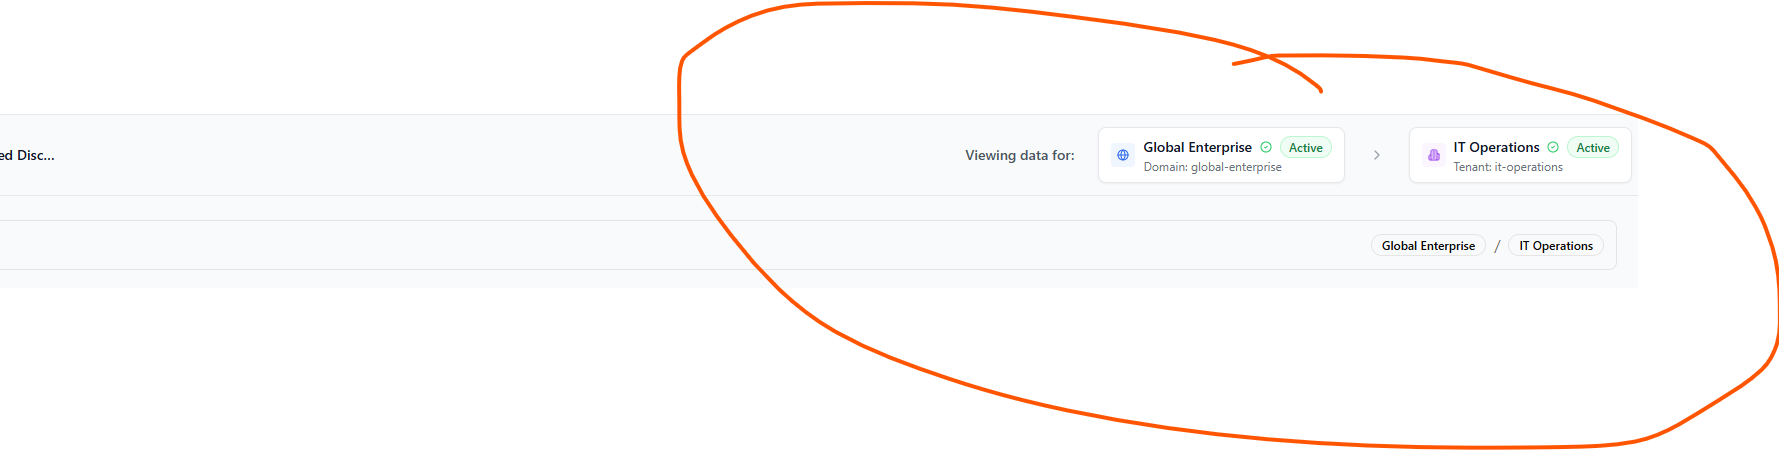 ed Disc...
Viewing data for:
Global Enterprise Active
Domain: global-enterprise
IT Operations Active
Tenant: it-operations
Global Enterprise / IT Operations